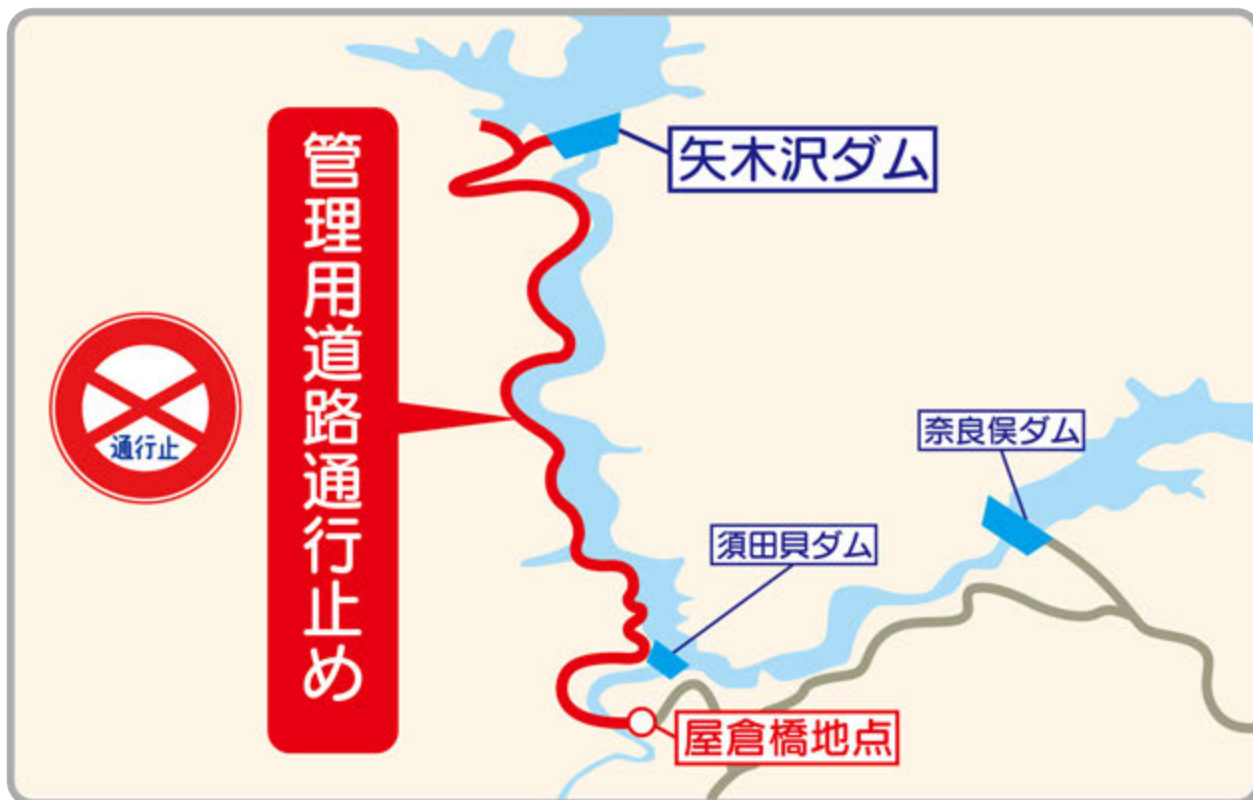 管理用道路通行止め
通行止
矢木沢ダム
奈良俣ダム
須田貝ダム
屋倉橋地点